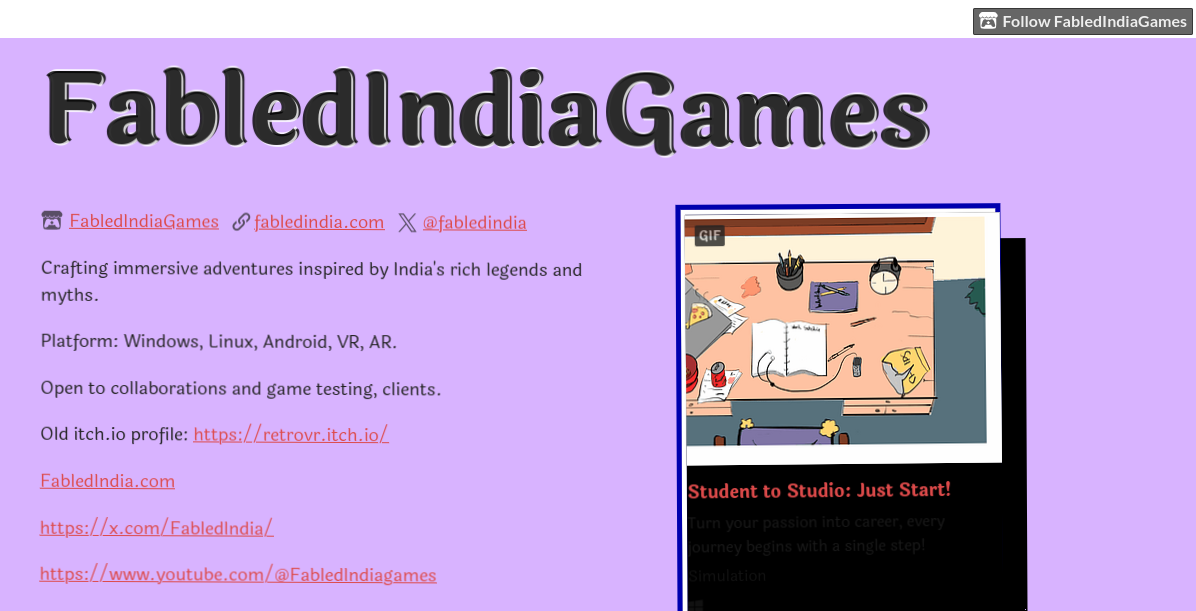 Follow FabledIndiaGames
FabledIndiaGames
FabledIndiaGames fabledindia.com @fabledindia
Crafting immersive adventures inspired by India's rich legends and
myths.
Platform: Windows, Linux, Android, VR, AR.
Open to collaborations and game testing, clients.
Old itch.io profile: https://retrovr.itch.io/
FabledIndia.com
https://x.com/FabledIndia/
https://www.youtube.com/@FabledIndiagames
GIF
Student to Studio: Just Start!
Turn your passion into career, every
journey begins with a single step!
Simulation